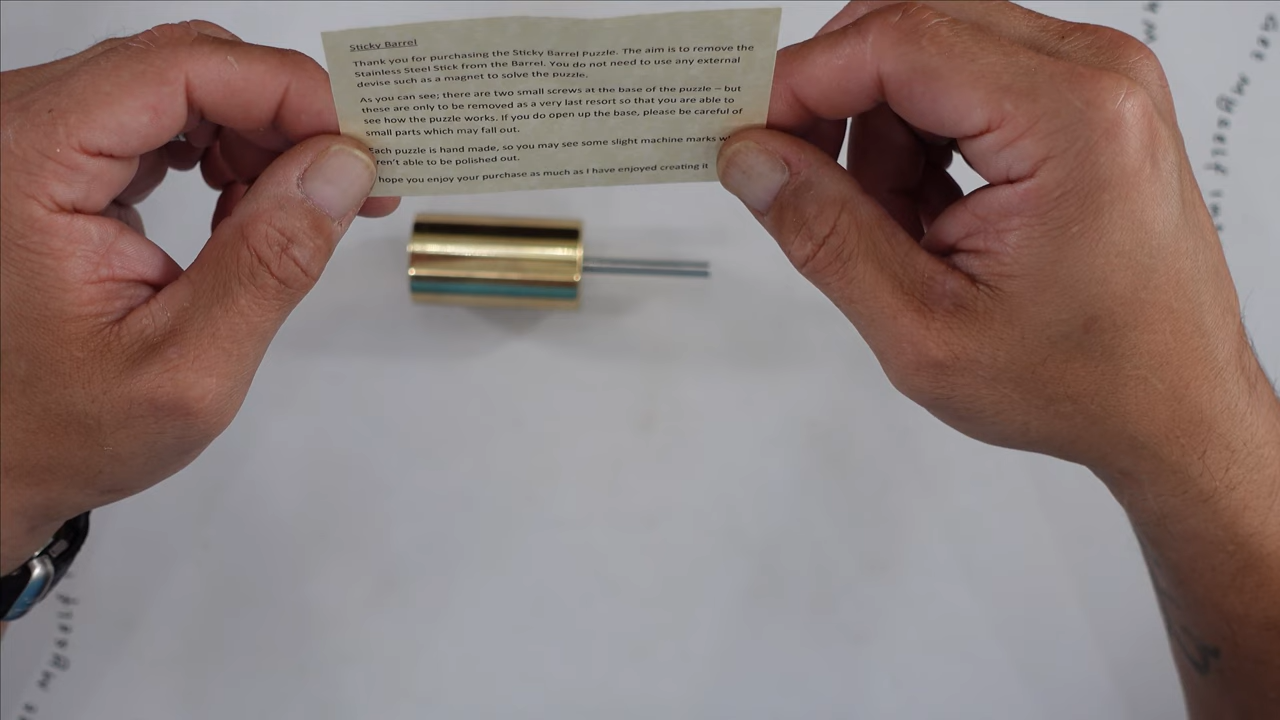 Sticky Barrel
Thank you for purchasing the Sticky Barrel Puzzle. The aim is to remove the
Stainless Steel Stick from the Barrel. You do not need to use any external
devise such as a magnet to solve the puzzle.
As you can see; there are two small screws at the base of the puzzle – but
these are only to be removed as a very last resort so that you are able to
see how the puzzle works. If you do open up the base, please be careful of
small parts which may fall out.
Each puzzle is hand made, so you may see some slight machine marks
ren't able to be polished out.
hope you enjoy your purchase as much as I have enjoyed creating it
myself
myself